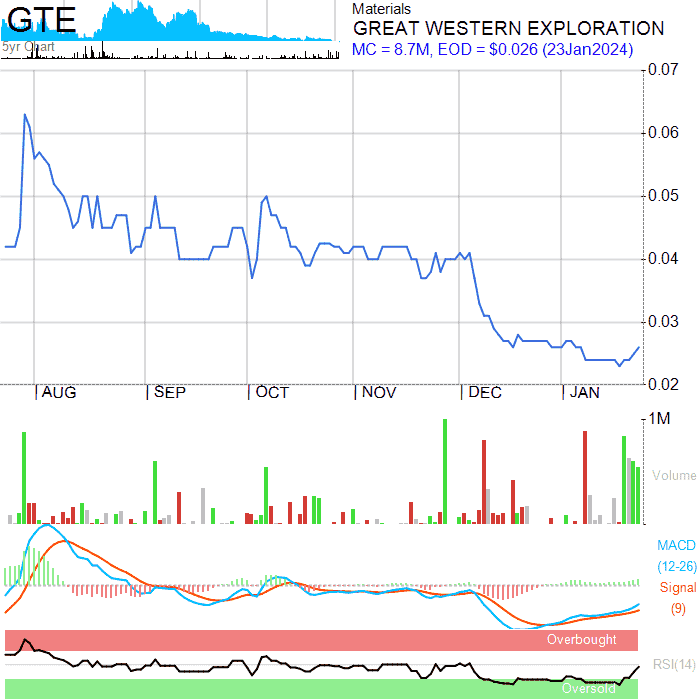 GTE
5yr Chart
Materials
GREAT WESTERN EXPLORATION
MC = 8.7M, EOD = $0.026 (23Jan2024)
0.07
0.06
0.05
0.04
0.03
0.02
AUG SEP OCT NOV DEC JAN
1M
Volume
MACD
(12-26)
Signal
(9)
Overbought
RSI(14)
Oversold